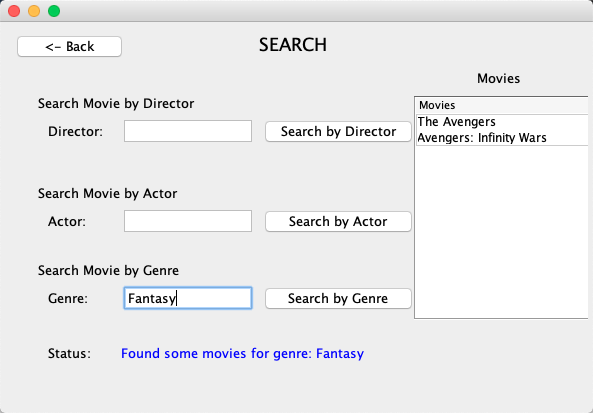 <- Back
SEARCH
Movies
Search Movie by Director
Movies
Director:
Search by Director
The Avengers
Avengers: Infinity Wars
Search Movie by Actor
Actor:
Search by Actor
Search Movie by Genre
Genre:
Fantasy
Search by Genre
Status:
Found some movies for genre: Fantasy